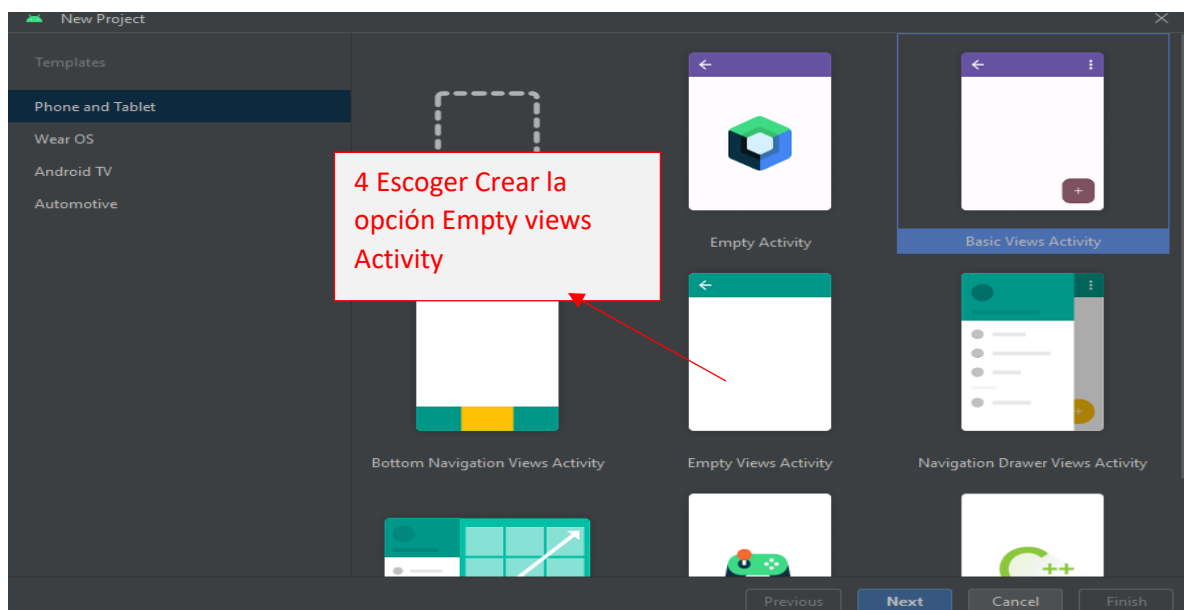 New Project
Templates
Phone and Tablet
Wear OS
Android TV
Automotive
4 Escoger Crear la
opción Empty views
Activity
Empty Activity
Basic Views Activity
Bottom Navigation Views Activity
Empty Views Activity
Navigation Drawer Views Activity
++
Previous
Next
Cancel
Finish